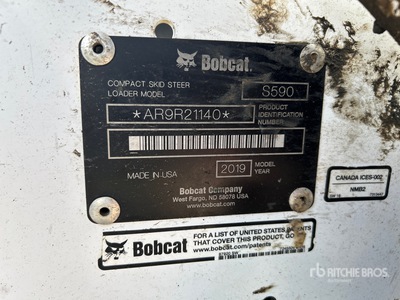 Bobcat.
COMPACT SKID STEER
LOADER MODEL
S590
*AR9R21140*
PRODUCT
IDENTIFICATION
NUMBER
MADE IN USA
2019
MODEL
YEAR
Bobcat Company
West Fargo, ND 58078 USA
www.bobcat.com
CANADA ICES-002
NMB2
Bobcat
FOR A LIST OF UNITED STATES PATENTS
THAT COVER THIS PRODUCT, GO
www.bobcat.com/patents
rb RITCHIE BROS.